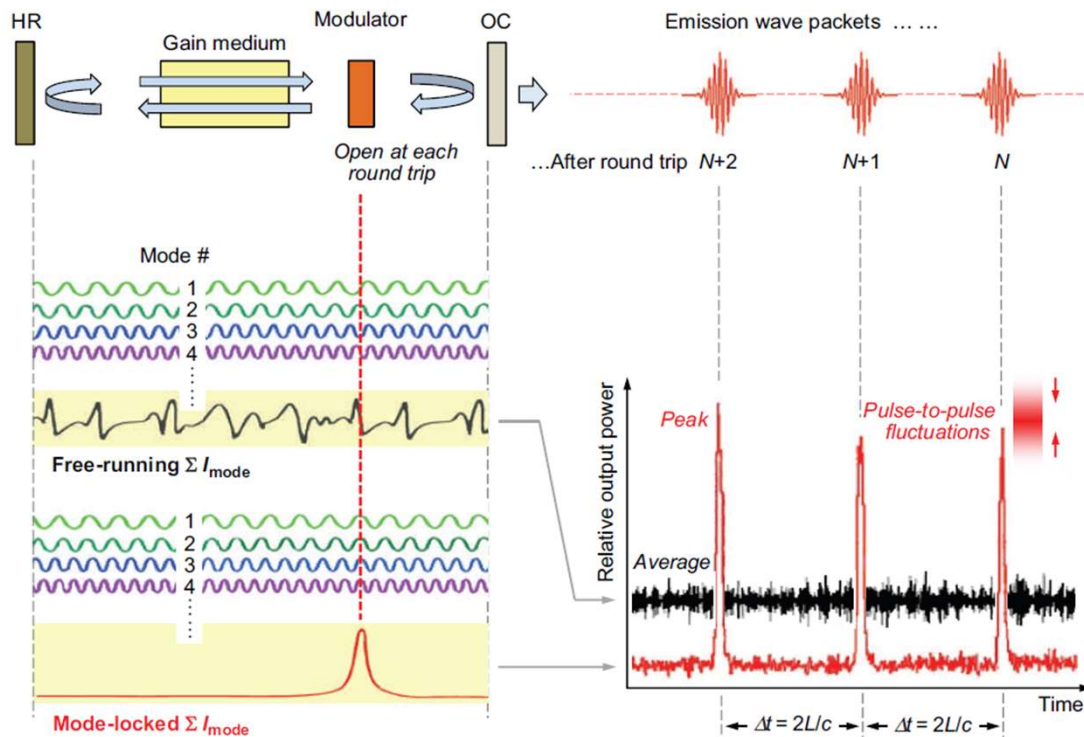 HR
Modulator
OC
Emission wave packets ... ...
Gain medium
Open at each
round trip
...After round trip N+2 N+1 N
Mode #
1
2
3
4
Free-running Σ I mode
1
2
3
4
Mode-locked Σ I mode
Relative output power
Peak
Pulse-to-pulse
fluctuations
Average
Time
Δt = 2L/c
Δt = 2L/c